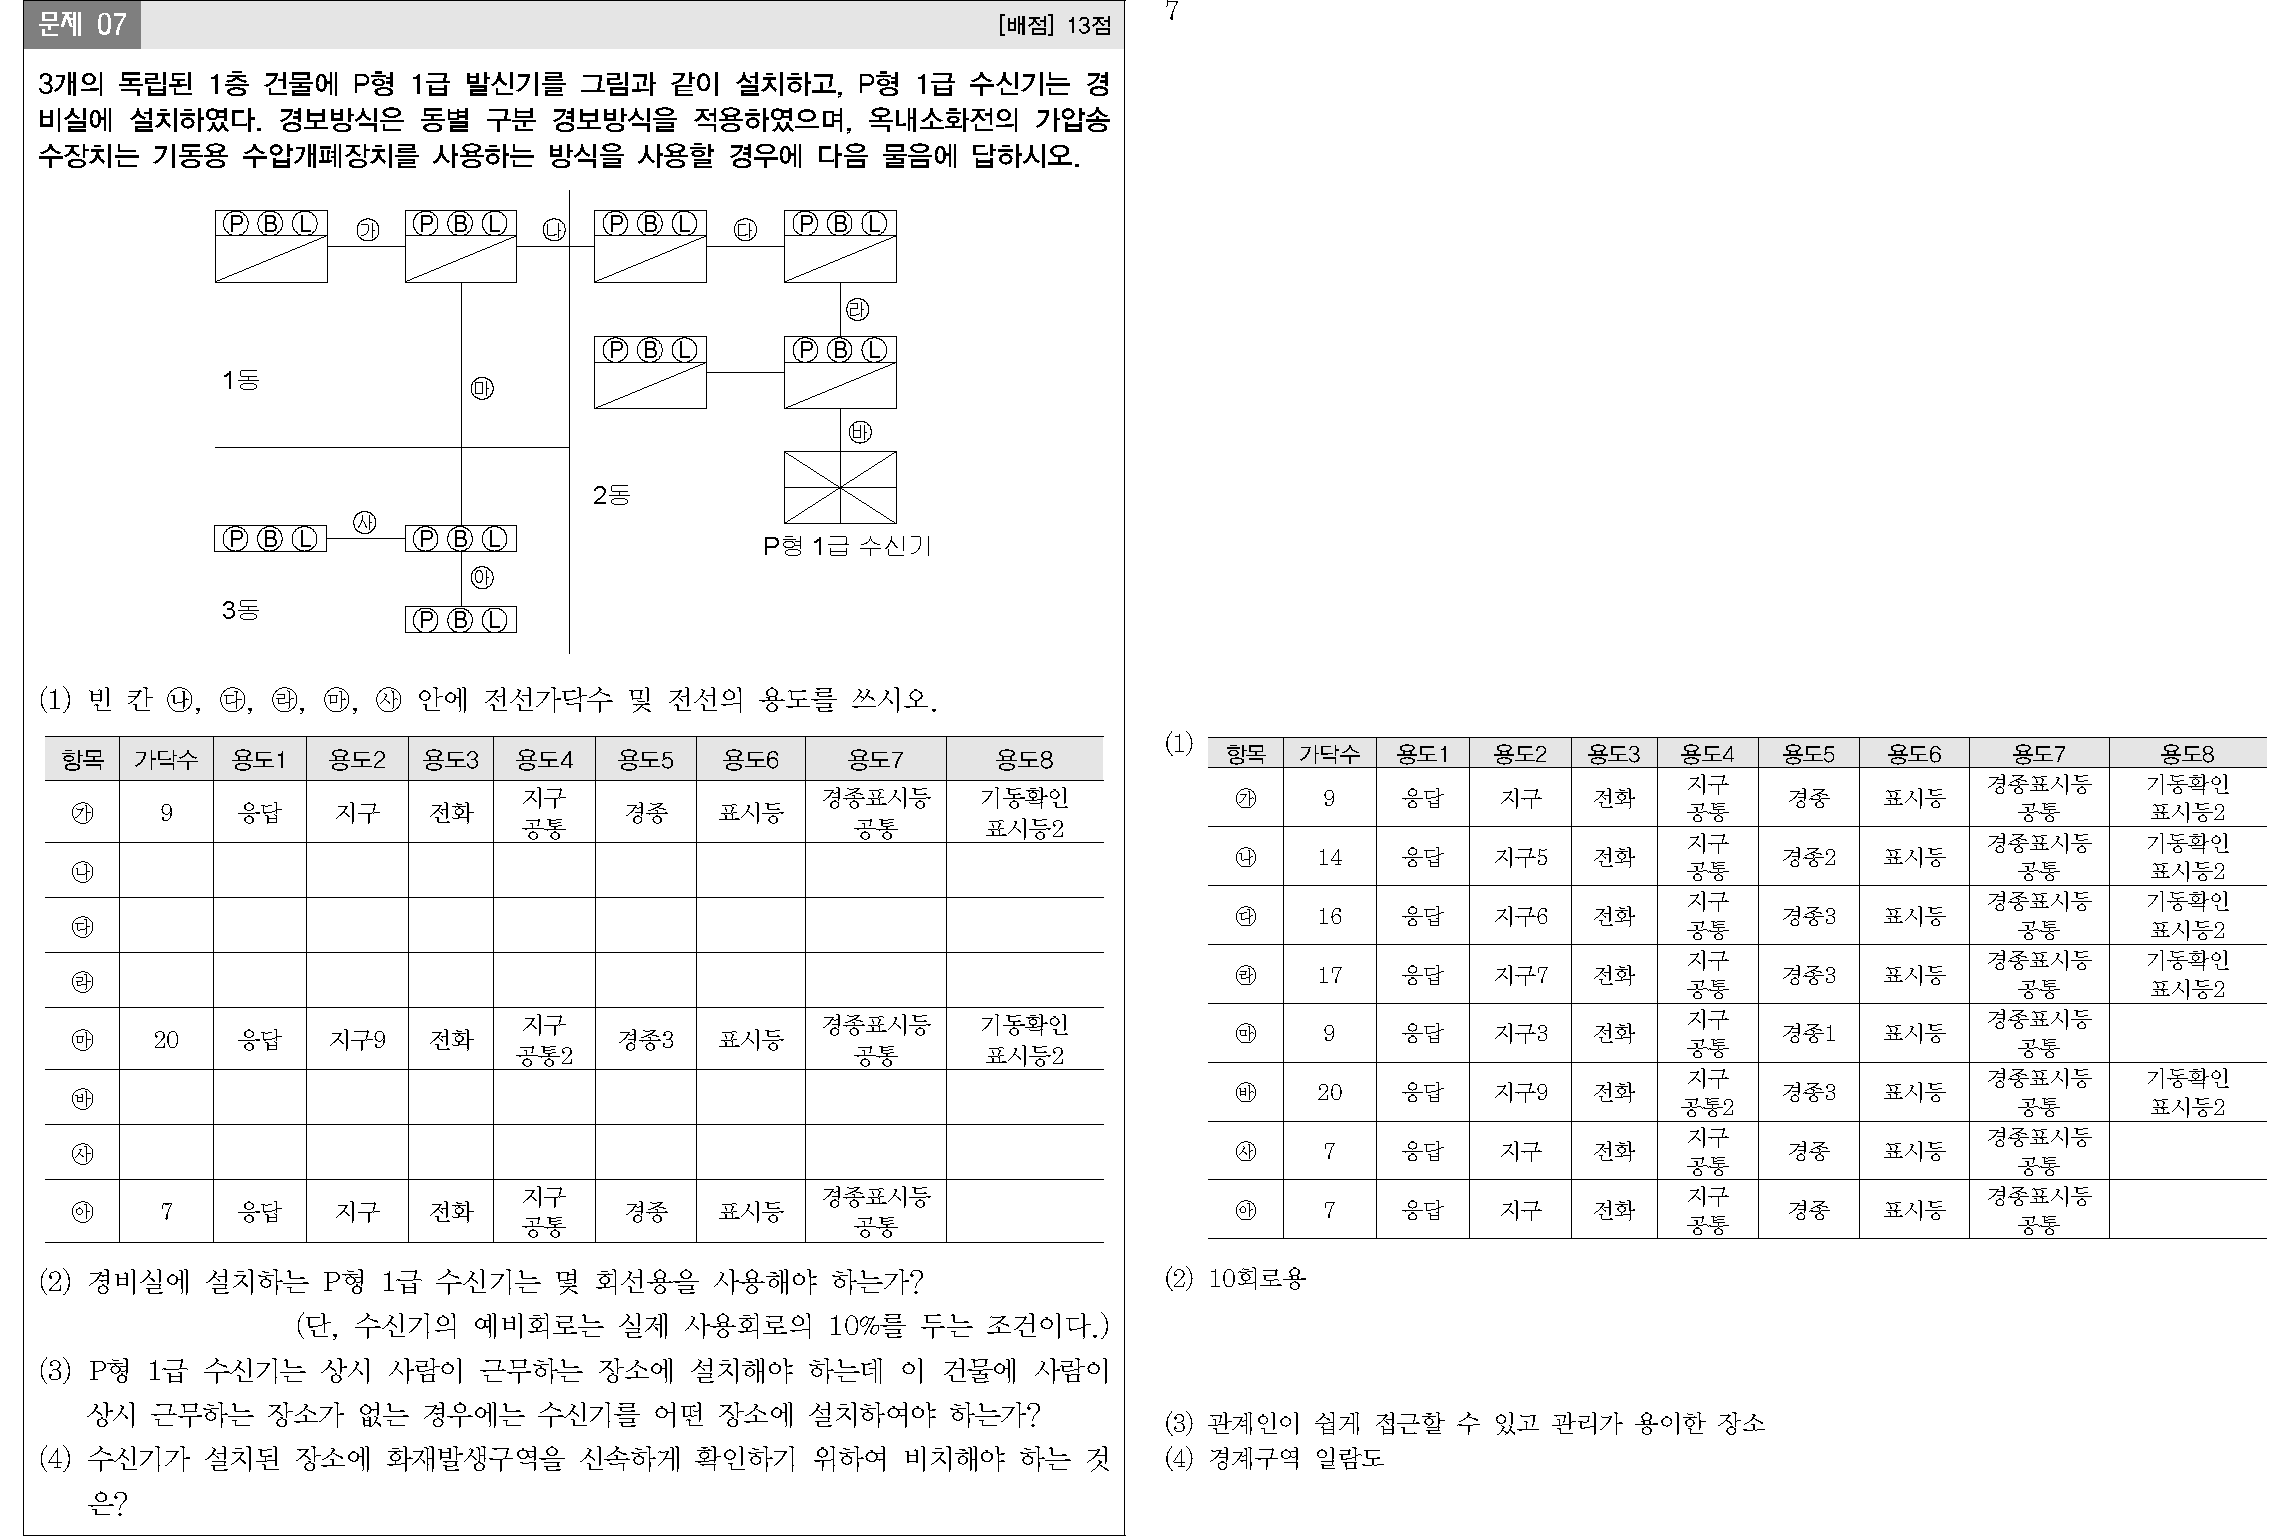 문제 07
[배점] 13점
3개의 독립된 1층 건물에 P형 1급 발신기를 그림과 같이 설치하고, P형 1급 수신기는 경
비실에 설치하였다. 경보방식은 동별 구분 경보방식을 적용하였으며, 옥내소화전의 가압송
수장치는 기동용 수압개폐장치를 사용하는 방식을 사용할 경우에 다음 물음에 답하시오.
Ⓟ Ⓑ Ⓛ ㉮ Ⓟ Ⓑ Ⓛ ㉯ Ⓟ Ⓑ Ⓛ ㉰ Ⓟ Ⓑ Ⓛ
㉱
Ⓟ Ⓑ Ⓛ Ⓟ Ⓑ Ⓛ
1동 ㉲
㉳
2동
Ⓟ Ⓑ Ⓛ ㉴ Ⓟ Ⓑ Ⓛ
P형 1급 수신기
㉵
3동 Ⓟ Ⓑ Ⓛ
(1) 빈 칸 ㉯, ㉰, ㉱, ㉲, ㉴ 안에 전선가닥수 및 전선의 용도를 쓰시오.
항목 가닥수 용도1 용도2 용도3 용도4 용도5 용도6 용도7 용도8
㉮ 9 응답 지구 전화 지구 공통 경종 표시등 경종표시등 공통 기동확인 표시등2
㉯
㉰
㉱
㉲ 20 응답 지구9 전화 지구 공통2 경종3 표시등 경종표시등 공통 기동확인 표시등2
㉳
㉴
㉵ 7 응답 지구 전화 지구 공통 경종 표시등 경종표시등 공통
(2) 경비실에 설치하는 P형 1급 수신기는 몇 회선용을 사용해야 하는가?
(단, 수신기의 예비회로는 실제 사용회로의 10%를 두는 조건이다.)
(3) P형 1급 수신기는 상시 사람이 근무하는 장소에 설치해야 하는데 이 건물에 사람이
상시 근무하는 장소가 없는 경우에는 수신기를 어떤 장소에 설치하여야 하는가?
(4) 수신기가 설치된 장소에 화재발생구역을 신속하게 확인하기 위하여 비치해야 하는 것
은?
7
(1)
항목 가닥수 용도1 용도2 용도3 용도4 용도5 용도6 용도7 용도8
㉮ 9 응답 지구 전화 지구 공통 경종 표시등 경종표시등 공통 기동확인 표시등2
㉯ 14 응답 지구5 전화 지구 공통 경종2 표시등 경종표시등 공통 기동확인 표시등2
㉰ 16 응답 지구6 전화 지구 공통 경종3 표시등 경종표시등 공통 기동확인 표시등2
㉱ 17 응답 지구7 전화 지구 공통 경종3 표시등 경종표시등 공통 기동확인 표시등2
㉲ 9 응답 지구3 전화 지구 공통 경종1 표시등 경종표시등 공통
㉳ 20 응답 지구9 전화 지구 공통2 경종3 표시등 경종표시등 공통 기동확인 표시등2
㉴ 7 응답 지구 전화 지구 공통 경종 표시등 경종표시등 공통
㉵ 7 응답 지구 전화 지구 공통 경종 표시등 경종표시등 공통
(2) 10회로용
(3) 관계인이 쉽게 접근할 수 있고 관리가 용이한 장소
(4) 경계구역 일람도